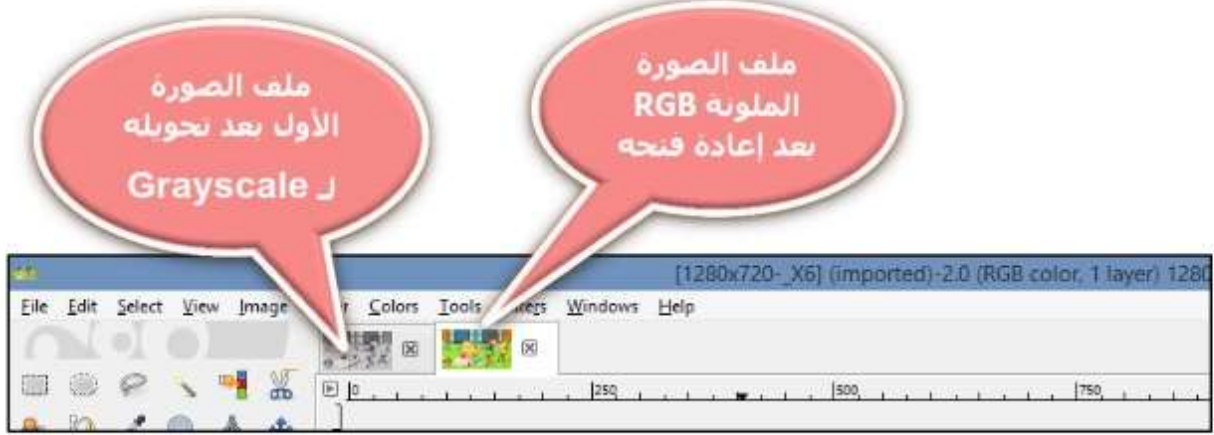 ملف الصورة
الأول بعد تحويله
لـ Grayscale
ملف الصورة
الملونة RGB
بعد إعادة فتحه
[1280x720-_X6] (imported)-2.0 (RGB color, 1 layer) 1280
File Edit Select View Image Colors Tools Windows Help
0 250 500 750